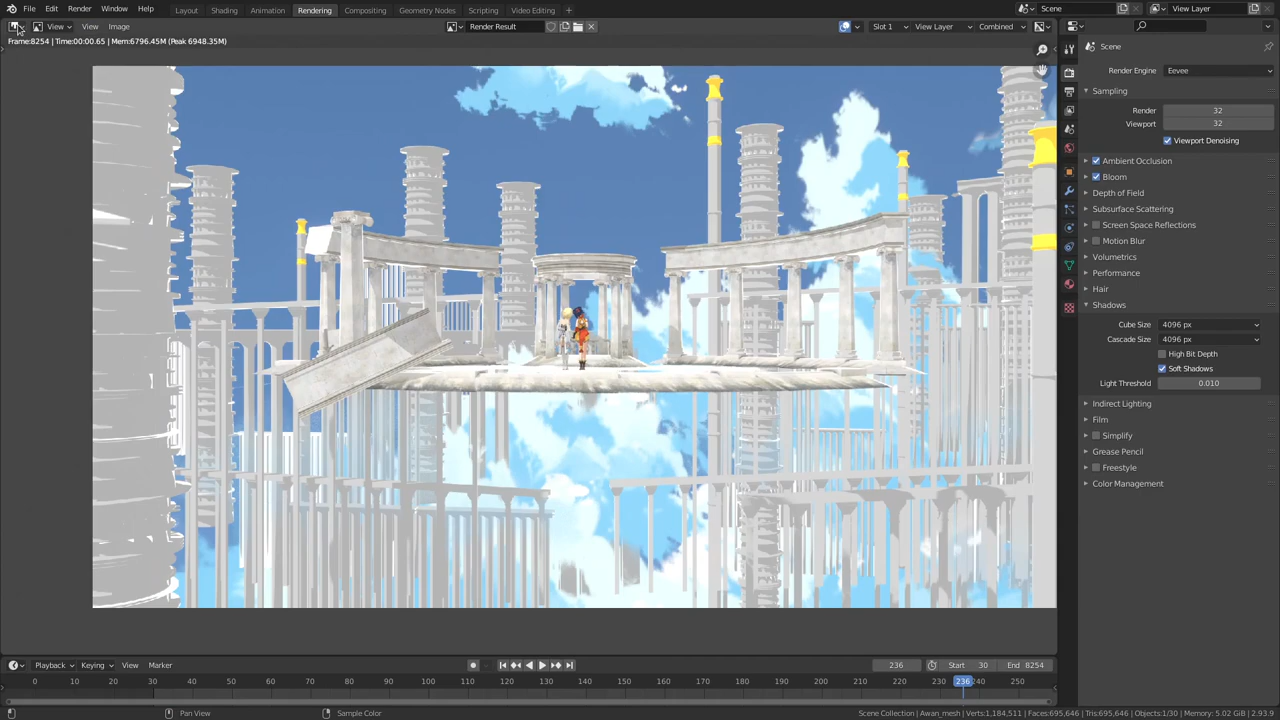 File Edit Render Window Help Layout Shading Animation Rendering Compositing Geometry Nodes Scripting Video Editing + Scene View Layer
View View Image Render Result Slot 1 View Layer Combined
Frame:8254 | Time:00:00.65 | Mem:6796.45M (Peak 6948.35M)
Scene
Render Engine Eevee
Sampling
Render 32
Viewport 32
Viewport Denoising
Ambient Occlusion
Bloom
Depth of Field
Subsurface Scattering
Screen Space Reflections
Motion Blur
Volumetrics
Performance
Hair
Shadows
Cube Size 4096 px
Cascade Size 4096 px
High Bit Depth
Soft Shadows
Light Threshold 0.010
Indirect Lighting
Film
Simplify
Grease Pencil
Freestyle
Color Management
Playback Keying View Marker 236 Start 30 End 8254
0 10 20 30 40 50 60 70 80 90 100 110 120 130 140 150 160 170 180 190 200 210 220 230 236 240 250
Pan View Sample Color Scene Collection | Awan_mesh | Verts:1,184,511 | Faces:695,646 | Tris:695,646 | Objects:1/30 | Memory: 5.02 GiB | 2.93.9